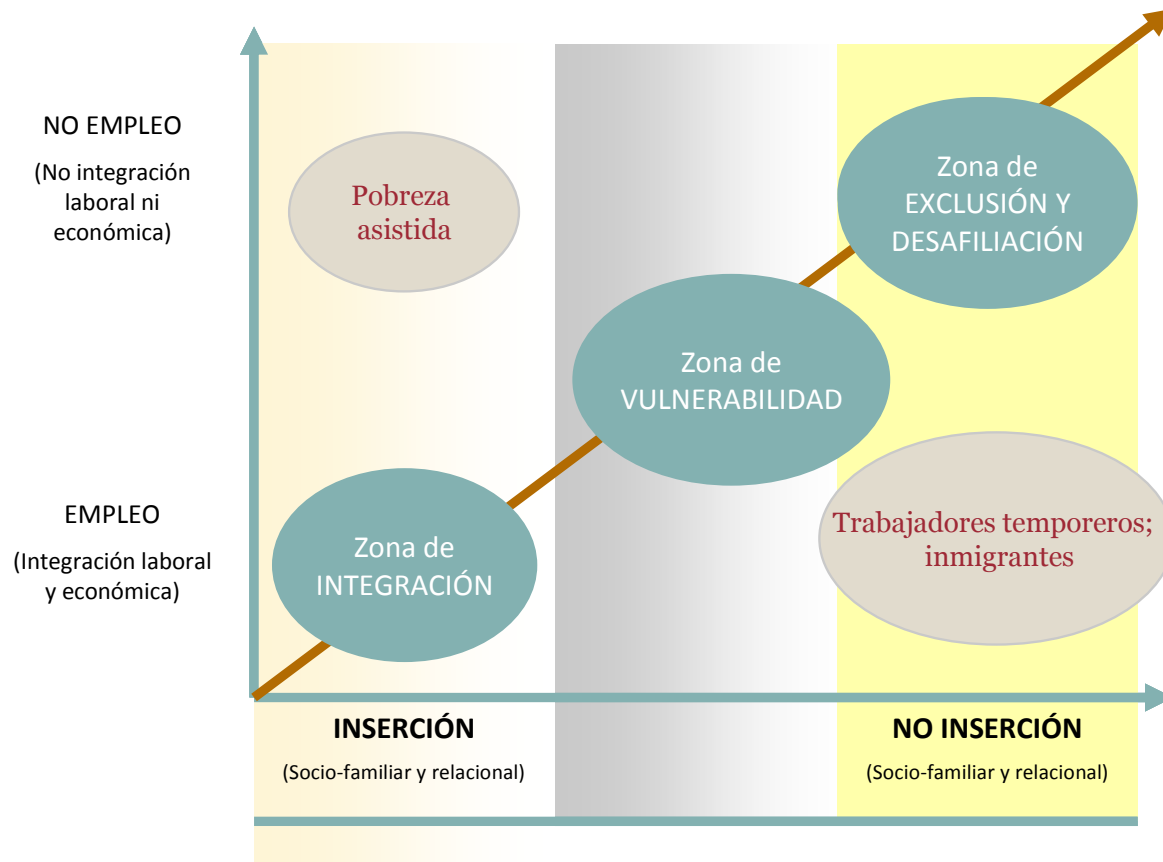 NO EMPLEO
(No integración
laboral ni
económica)
Pobreza
asistida
Zona de
EXCLUSIÓN Y
DESAFILIACIÓN
Zona de
VULNERABILIDAD
EMPLEO
(Integración laboral
y económica)
Zona de
INTEGRACIÓN
Trabajadores temporeros;
inmigrantes
INSERCIÓN
(Socio-familiar y relacional)
NO INSERCIÓN
(Socio-familiar y relacional)